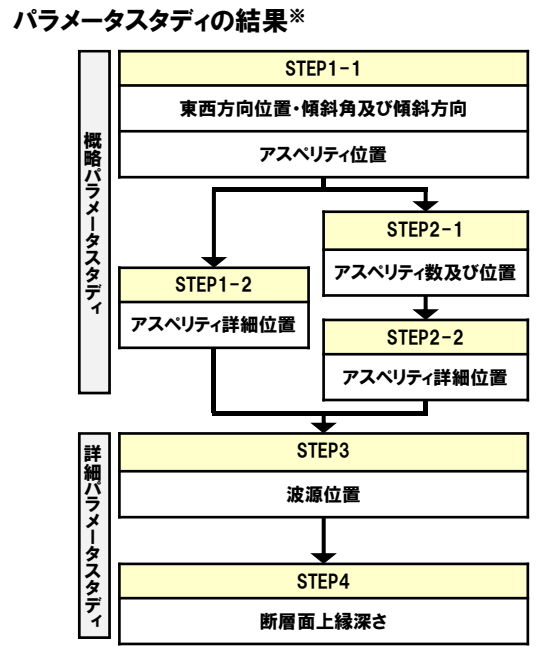 パラメータスタディの結果※
概略パラメータスタディ
STEP1-1
東西方向位置・傾斜角及び傾斜方向
アスペリティ位置
STEP1-2
アスペリティ詳細位置
STEP2-1
アスペリティ数及び位置
STEP2-2
アスペリティ詳細位置
詳細パラメータスタディ
STEP3
波源位置
STEP4
断層面上縁深さ